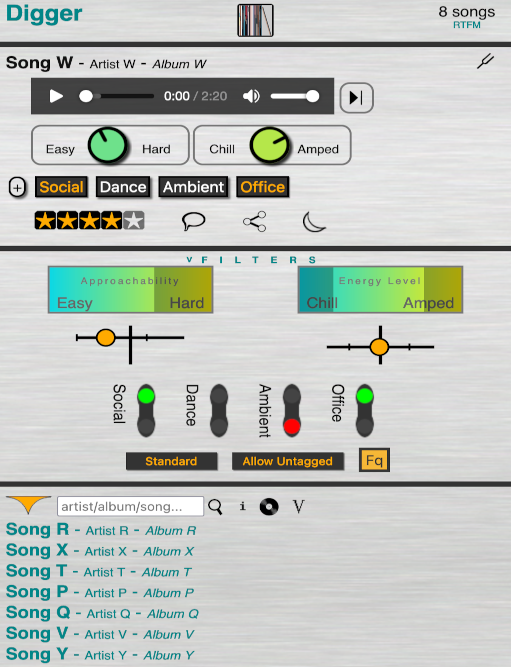 Digger
8 songs
RTFM
Song W - Artist W - Album W
0:00 / 2:20
Easy Hard Chill Amped
+ Social Dance Ambient Office
v F I L T E R S
Approachability
Easy Hard
Energy Level
Chill Amped
Social Dance Ambient Office
Standard Allow Untagged Fq
artist/album/song... i V
Song R - Artist R - Album R
Song X - Artist X - Album X
Song T - Artist T - Album T
Song P - Artist P - Album P
Song Q - Artist Q - Album Q
Song V - Artist V - Album V
Song Y - Artist Y - Album Y